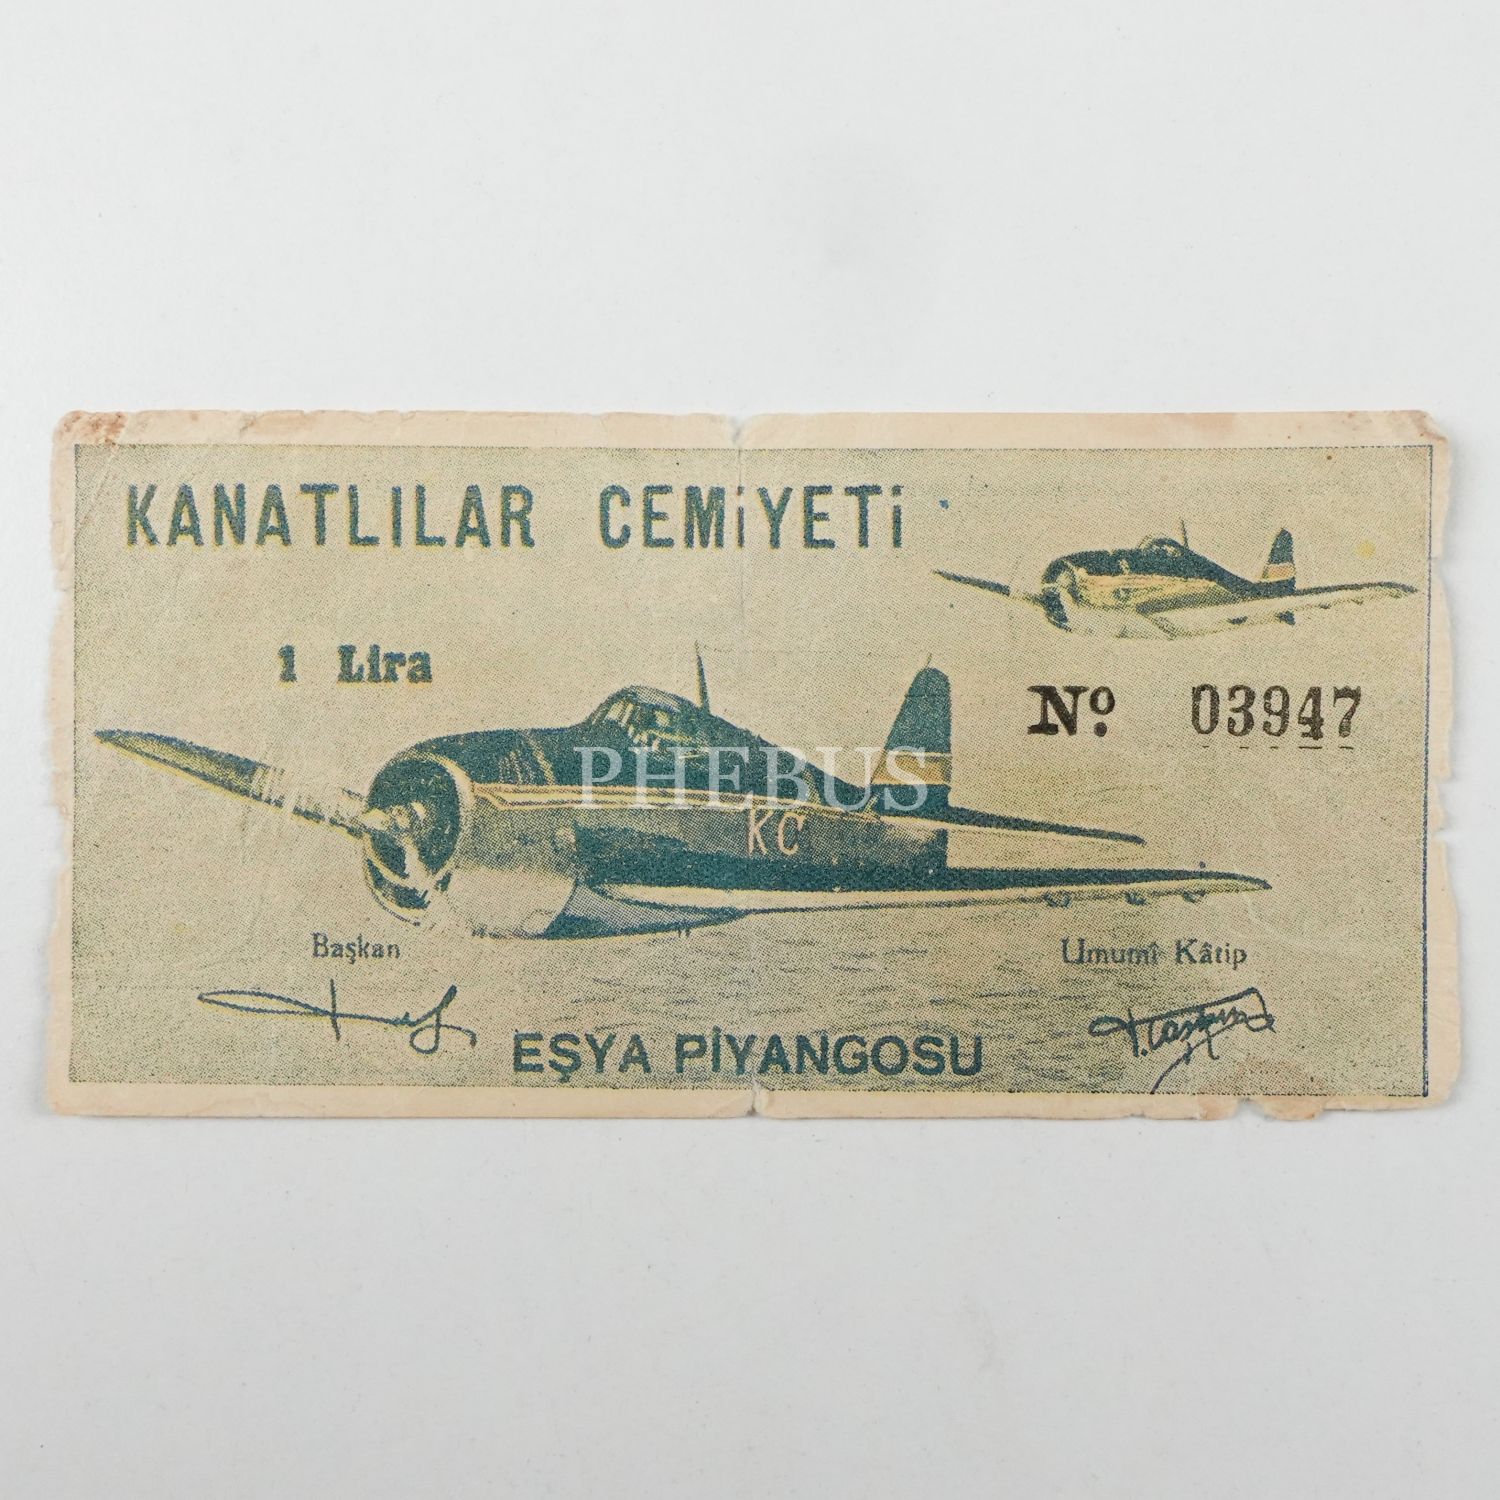 KANATLILAR CEMİYETİ
1 Lira
Nº. 03947
PHEBUS
KC
Başkan
Umumî Kâtip
EŞYA PİYANGOSU